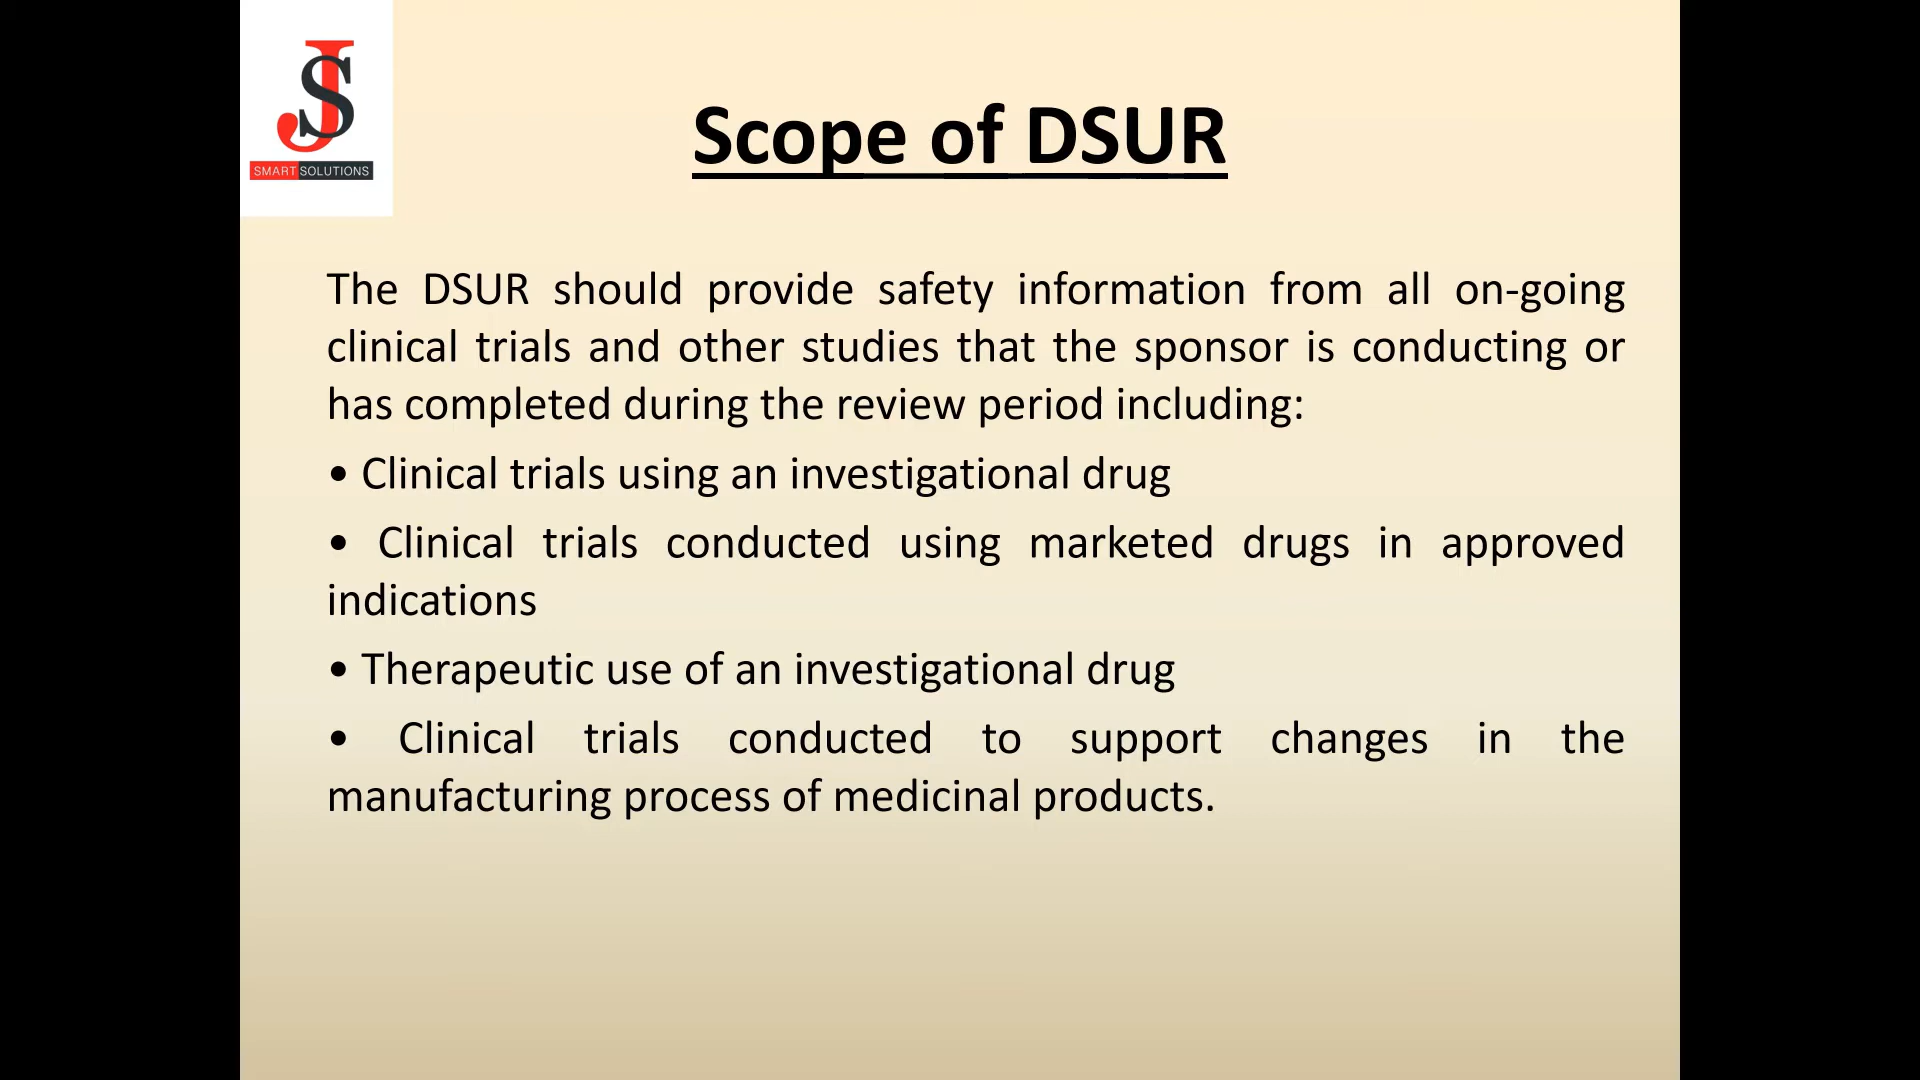 JS
SMART SOLUTIONS
Scope of DSUR
The DSUR should provide safety information from all on-going
clinical trials and other studies that the sponsor is conducting or
has completed during the review period including:
• Clinical trials using an investigational drug
• Clinical trials conducted using marketed drugs in approved
indications
• Therapeutic use of an investigational drug
• Clinical trials conducted to support changes in the
manufacturing process of medicinal products.